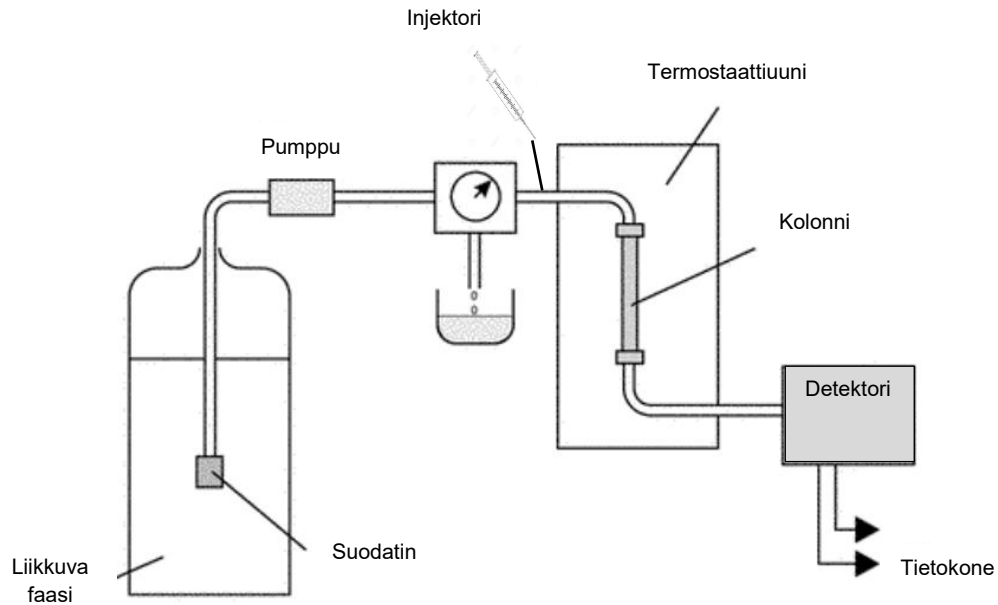 Injektori
Termostaattiuuni
Pumppu
Kolonni
Detektori
Suodatin
Liikkuva
faasi
Tietokone